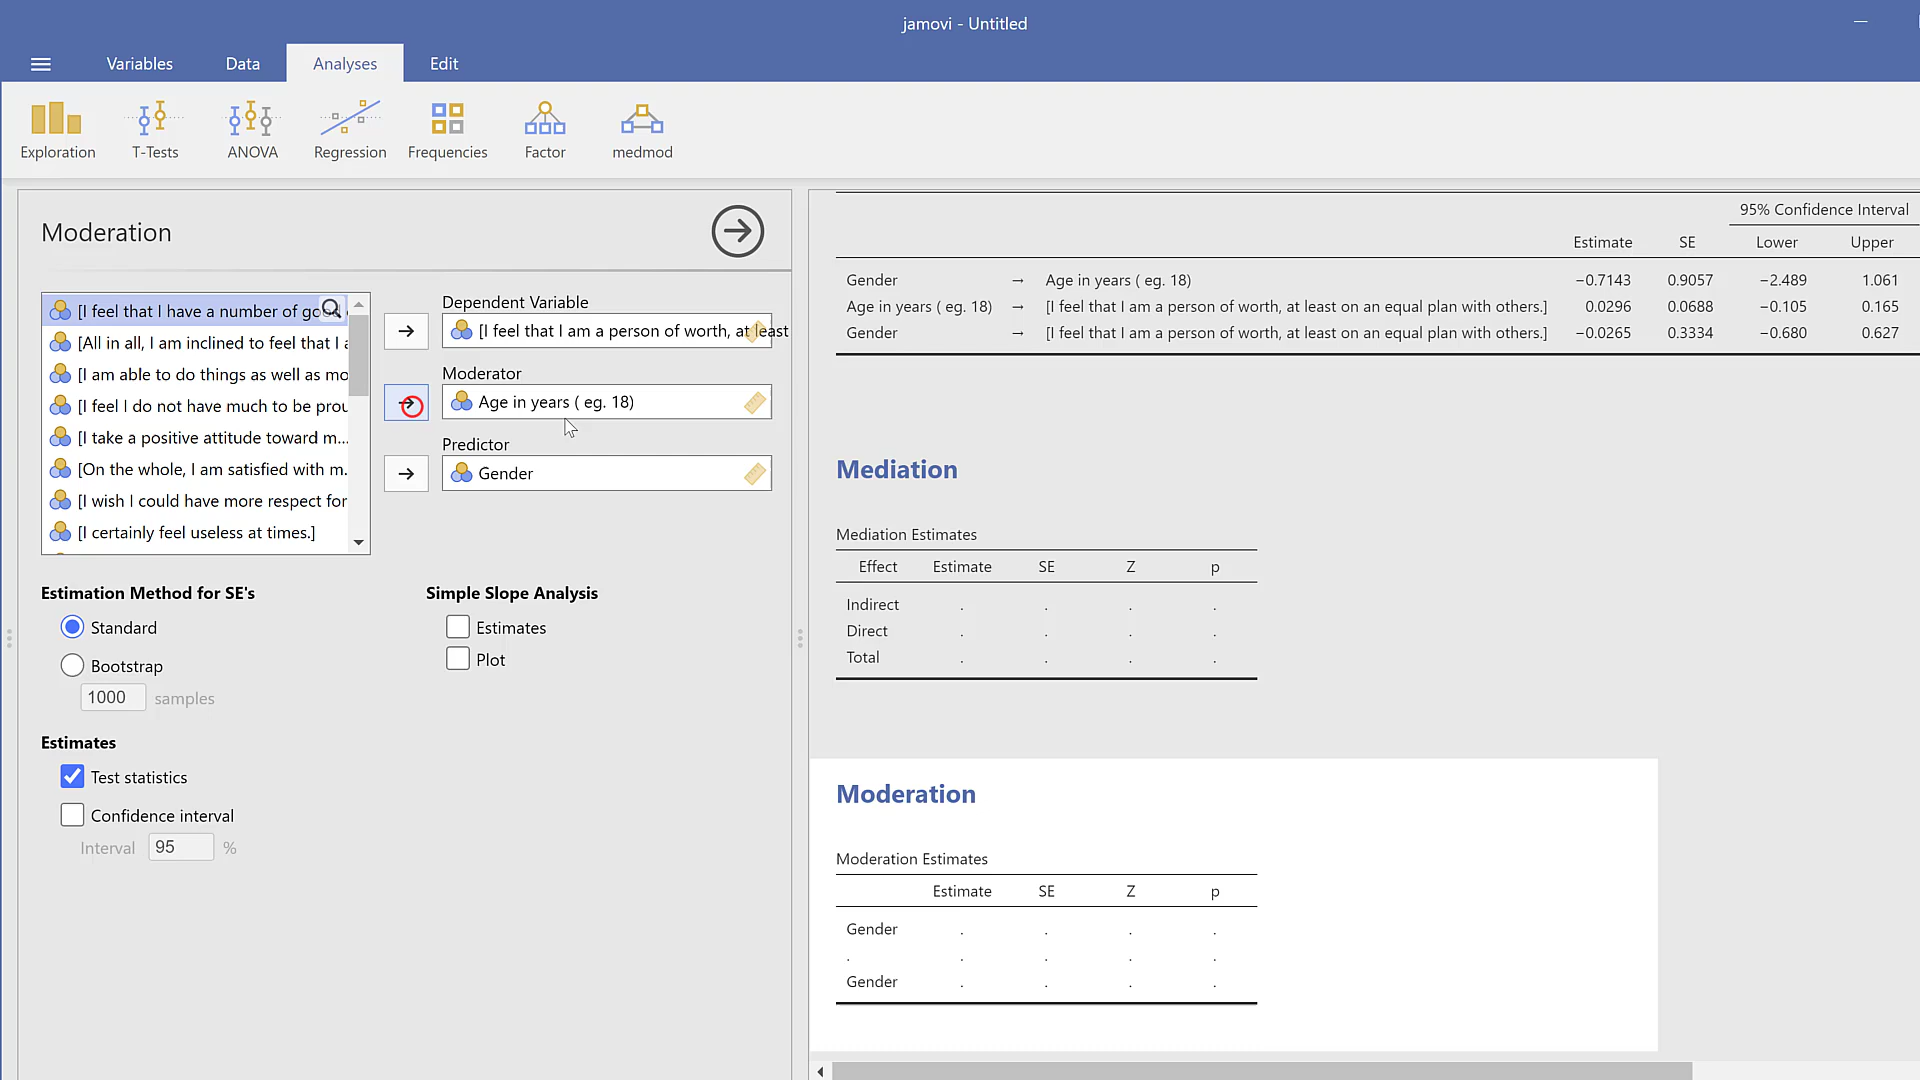 jamovi - Untitled
Variables Data Analyses Edit
Exploration T-Tests ANOVA Regression Frequencies Factor medmod
Moderation
[I feel that I have a number of go
[All in all, I am inclined to feel that I a
[I am able to do things as well as mo
[I feel I do not have much to be prou
[I take a positive attitude toward m...
[On the whole, I am satisfied with m.
[I wish I could have more respect for
[I certainly feel useless at times.]
Dependent Variable
[I feel that I am a person of worth, at least
Moderator
Age in years ( eg. 18)
Predictor
Gender
Estimation Method for SE's
Standard
Bootstrap
1000 samples
Simple Slope Analysis
Estimates
Plot
Estimates
Test statistics
Confidence interval
Interval 95 %
95% Confidence Interval
Estimate SE Lower Upper
Gender → Age in years ( eg. 18) −0.7143 0.9057 −2.489 1.061
Age in years ( eg. 18) → [I feel that I am a person of worth, at least on an equal plan with others.] 0.0296 0.0688 −0.105 0.165
Gender → [I feel that I am a person of worth, at least on an equal plan with others.] −0.0265 0.3334 −0.680 0.627
Mediation
Mediation Estimates
Effect Estimate SE Z p
Indirect . . . .
Direct . . . .
Total . . . .
Moderation
Moderation Estimates
Estimate SE Z p
Gender . . . .
. . . . .
Gender . . . .